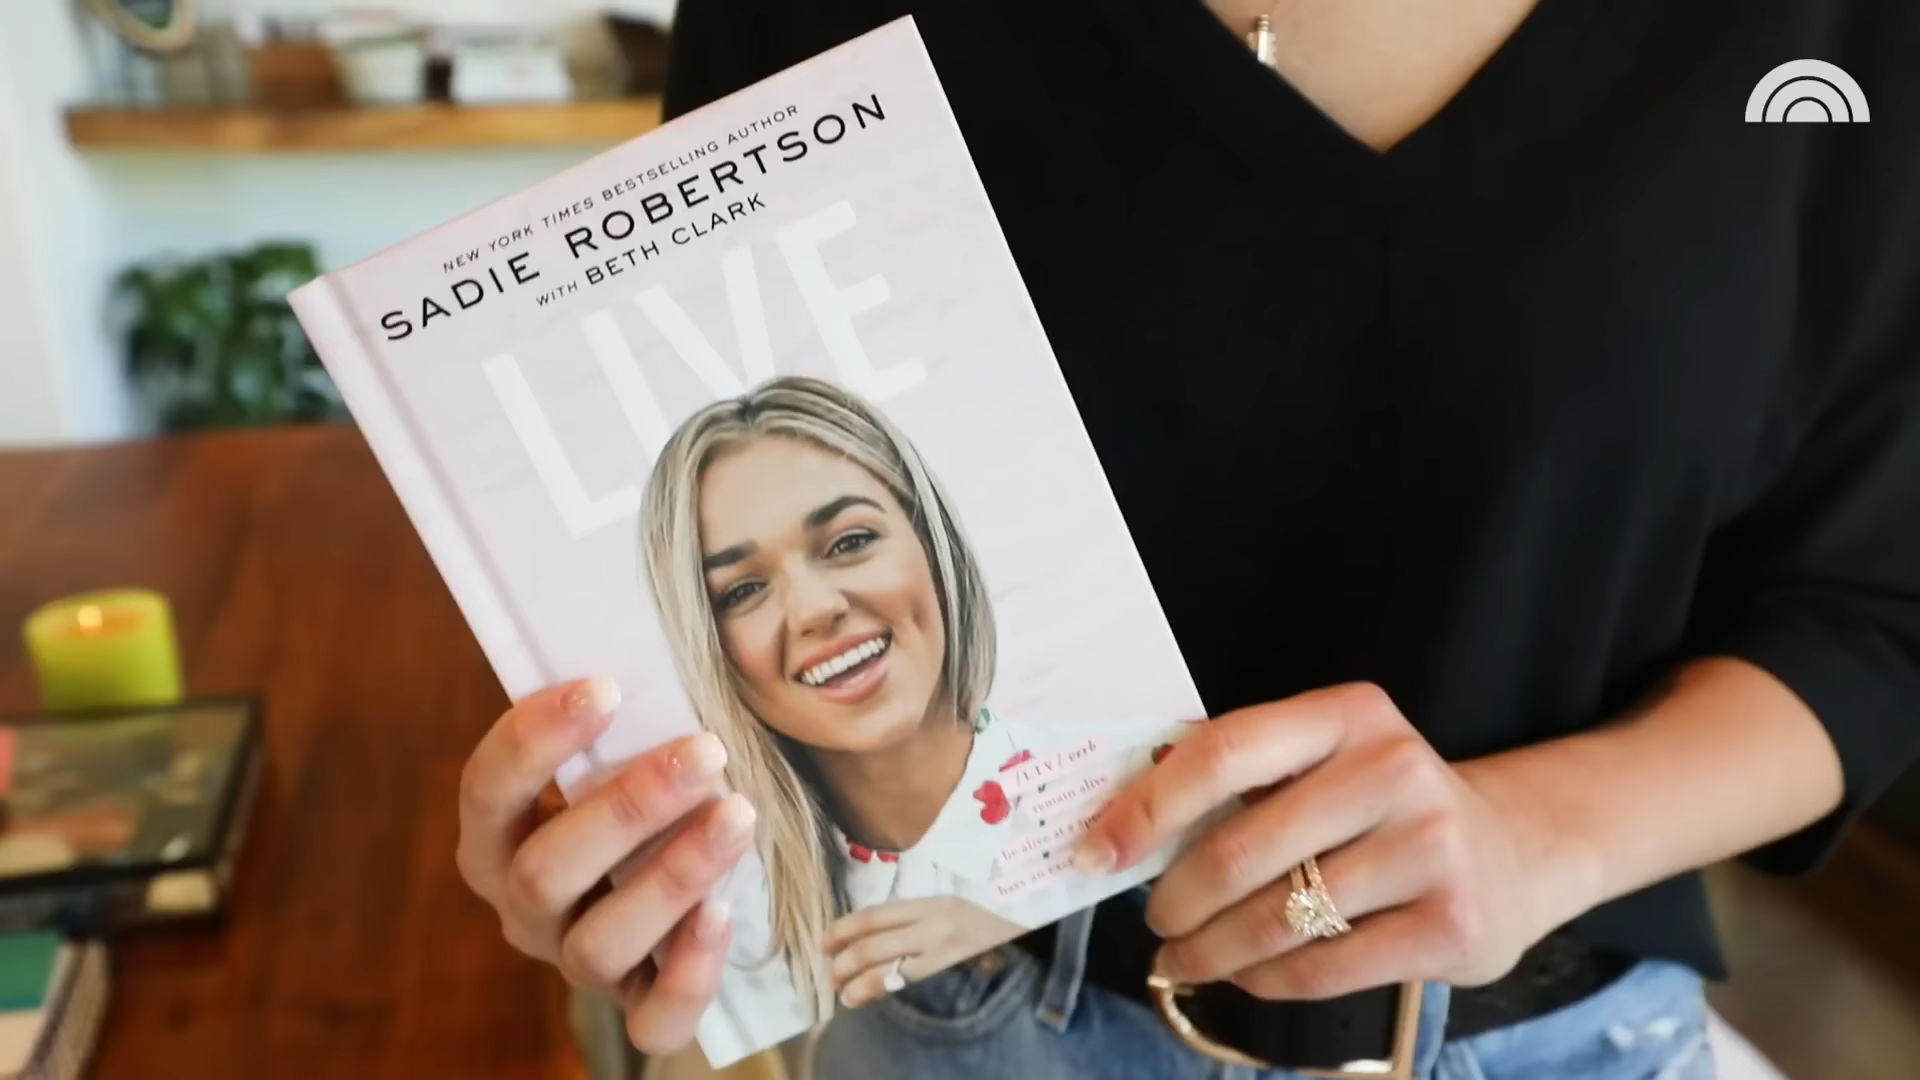 NEW YORK TIMES BESTSELLING AUTHOR
SADIE ROBERTSON
WITH BETH CLARK
LIVE
/LIV/ verb
remain alive
be alive at a
have an